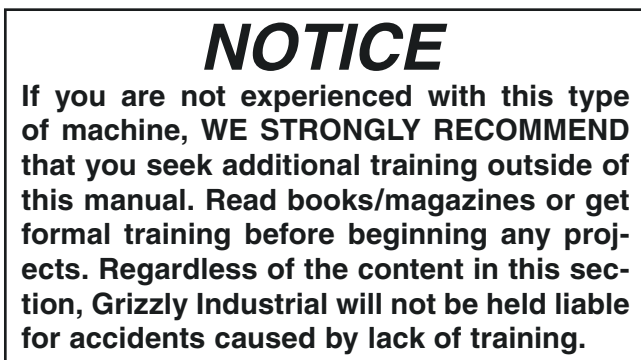 NOTICE
If you are not experienced with this type
of machine, WE STRONGLY RECOMMEND
that you seek additional training outside of
this manual. Read books/magazines or get
formal training before beginning any proj-
ects. Regardless of the content in this sec-
tion, Grizzly Industrial will not be held liable
for accidents caused by lack of training.